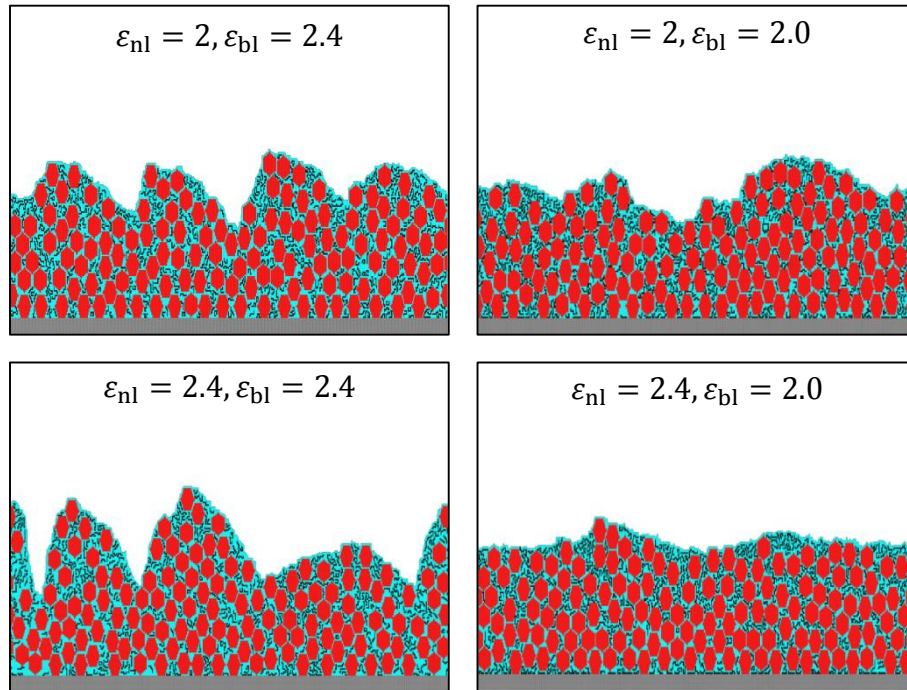 ε_nl = 2, ε_bl = 2.4
ε_nl = 2, ε_bl = 2.0
ε_nl = 2.4, ε_bl = 2.4
ε_nl = 2.4, ε_bl = 2.0